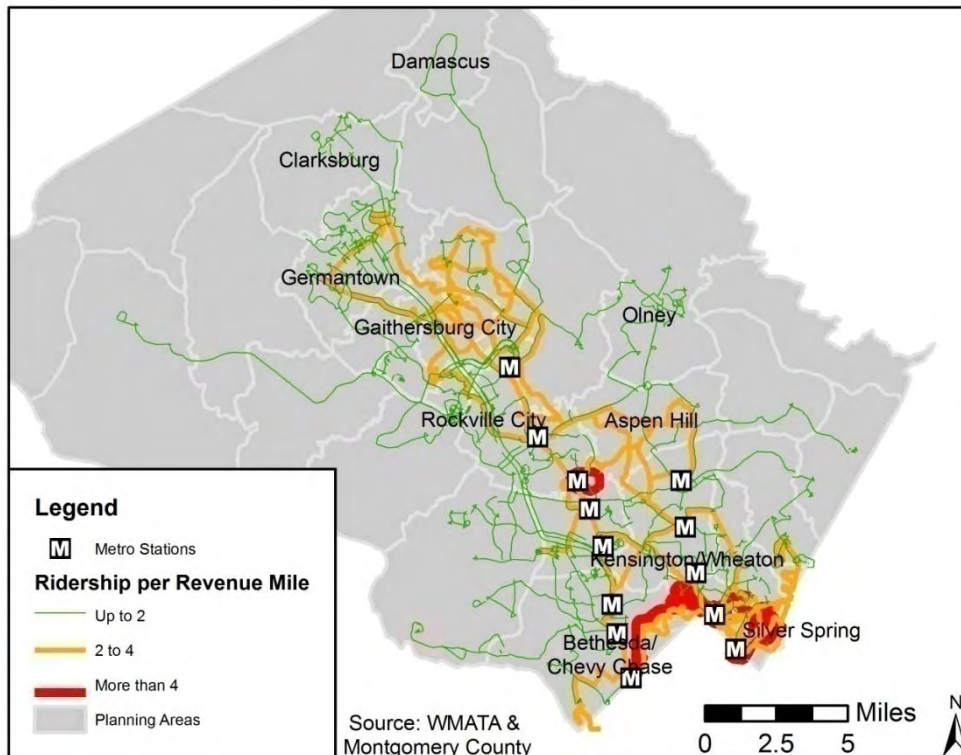 Damascus
Clarksburg
Germantown
Gaithersburg City
Olney
M
Rockville City
Aspen Hill
M
M
M
M
M
M
Kensington/Wheaton
M
M
M
M
Silver Spring
Bethesda/
Chevy Chase
M
M
Legend
M Metro Stations
Ridership per Revenue Mile
Up to 2
2 to 4
More than 4
Planning Areas
Source: WMATA &
Montgomery County
Miles
0 2.5 5
N